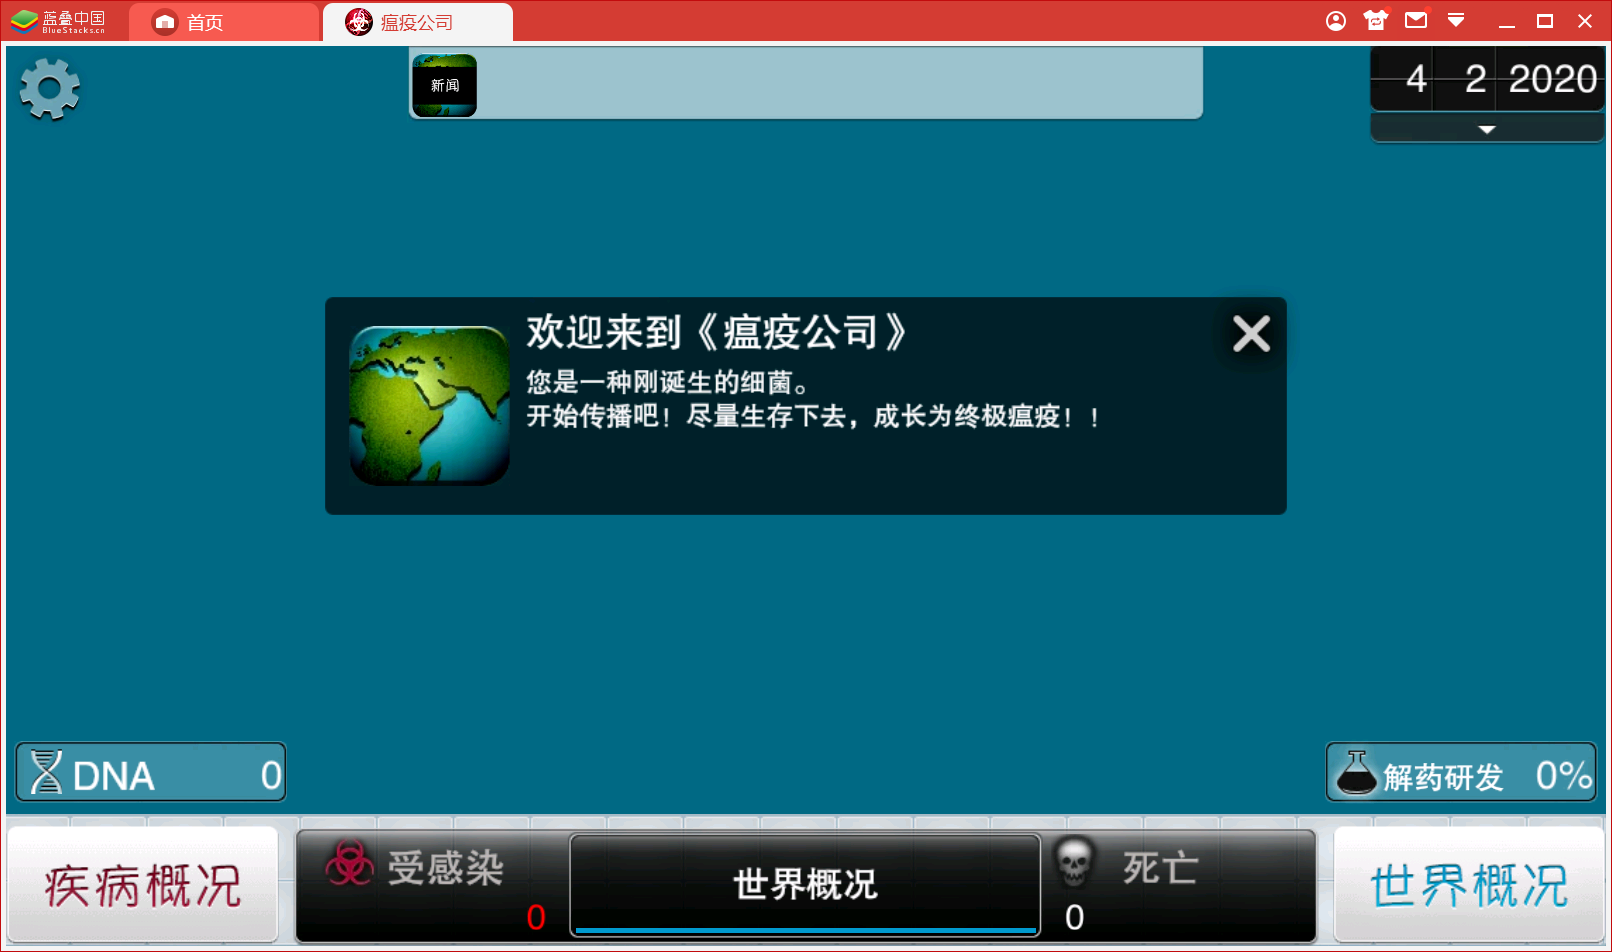 蓝叠中国
BlueStacks.cn
首页
瘟疫公司
新闻
4 2 2020
欢迎来到《瘟疫公司》
您是一种刚诞生的细菌。
开始传播吧！尽量生存下去，成长为终极瘟疫！！
DNA 0
解药研发 0%
疾病概况
受感染
0
世界概况
死亡
0
世界概况